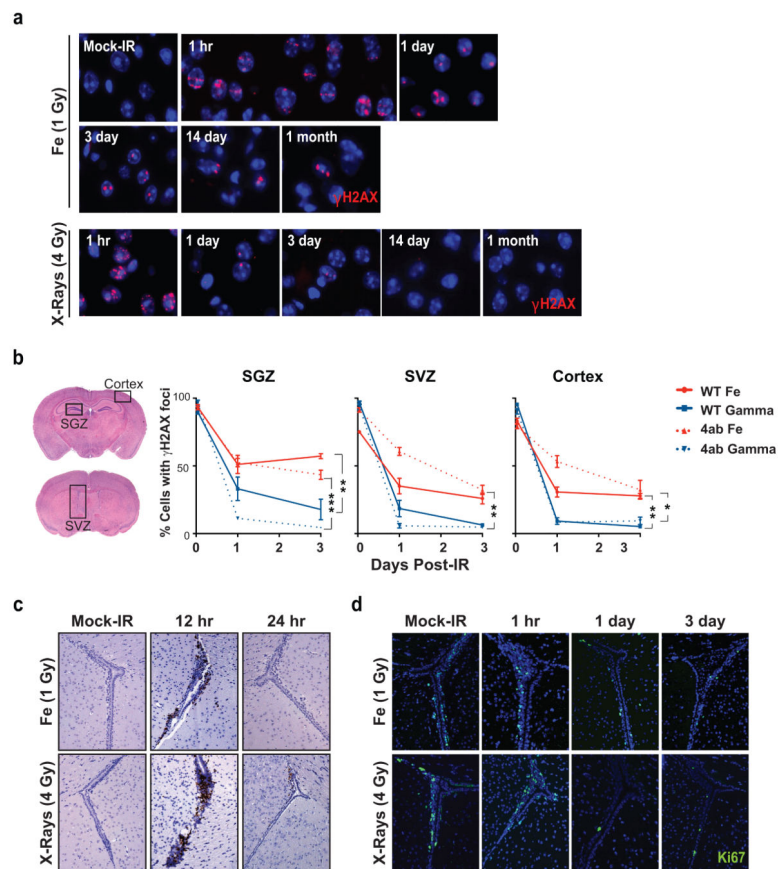 a
Fe (1 Gy)
Mock-IR
1 hr
1 day
3 day
14 day
1 month
γH2AX
X-Rays (4 Gy)
1 hr
1 day
3 day
14 day
1 month
γH2AX
b
Cortex
SGZ
SVZ
SGZ
SVZ
Cortex
% Cells with γH2AX foci
100
50
0
0 1 3
0 1 3
0 1 2 3
Days Post-IR
***
**
**
**
*
WT Fe
WT Gamma
4ab Fe
4ab Gamma
c
Mock-IR 12 hr 24 hr
Fe (1 Gy)
X-Rays (4 Gy)
d
Mock-IR 1 hr 1 day 3 day
Fe (1 Gy)
X-Rays (4 Gy)
Ki67